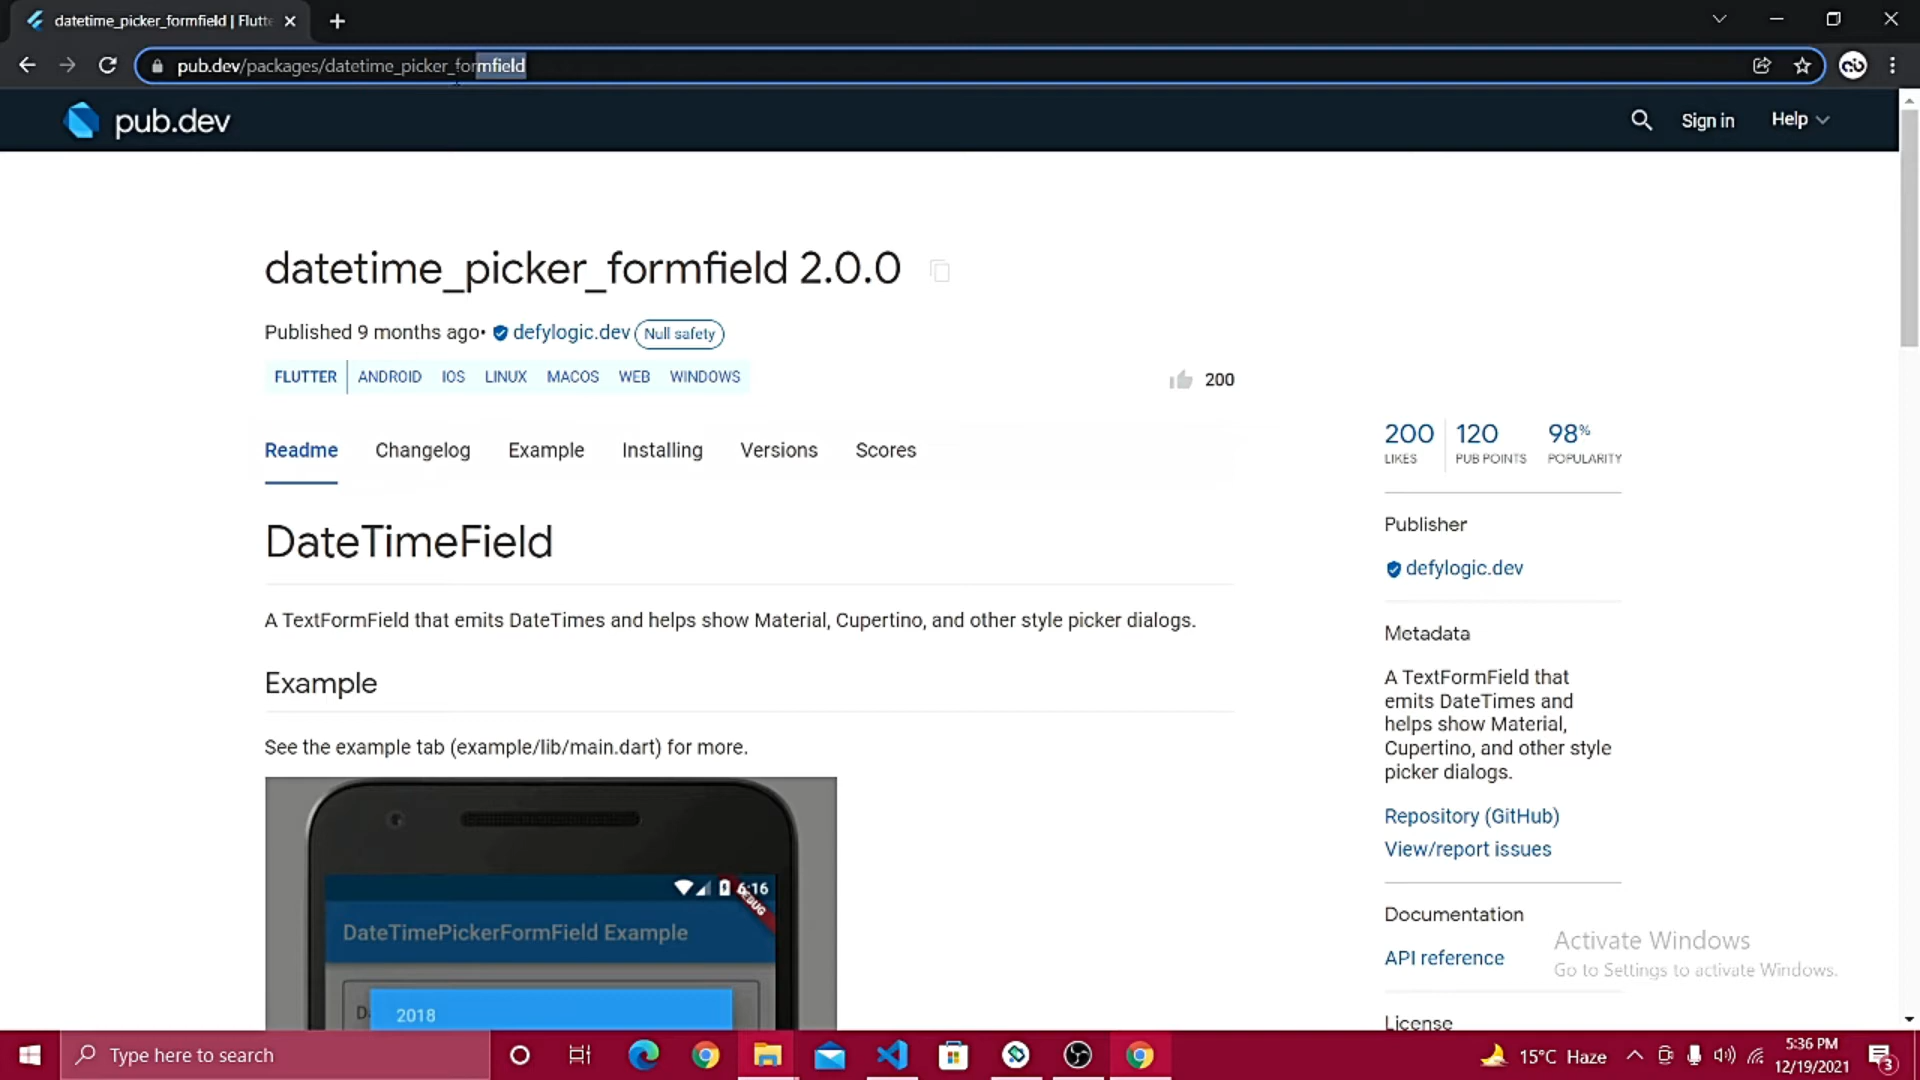 datetime_picker_formfield | Flutte
pub.dev/packages/datetime_picker_formfield
pub.dev
Sign in
Help
datetime_picker_formfield 2.0.0
Published 9 months ago• defylogic.dev Null safety
FLUTTER ANDROID IOS LINUX MACOS WEB WINDOWS
200
Readme Changelog Example Installing Versions Scores
DateTimeField
A TextFormField that emits DateTimes and helps show Material, Cupertino, and other style picker dialogs.
Example
See the example tab (example/lib/main.dart) for more.
6:16
DEBUG
DateTimePickerFormField Example
Da
2018
200 120 98%
LIKES PUB POINTS POPULARITY
Publisher
defylogic.dev
Metadata
A TextFormField that
emits DateTimes and
helps show Material,
Cupertino, and other style
picker dialogs.
Repository (GitHub)
View/report issues
Documentation
API reference
License
Activate Windows
Go to Settings to activate Windows.
Type here to search
15°C Haze
5:36 PM
12/19/2021
3